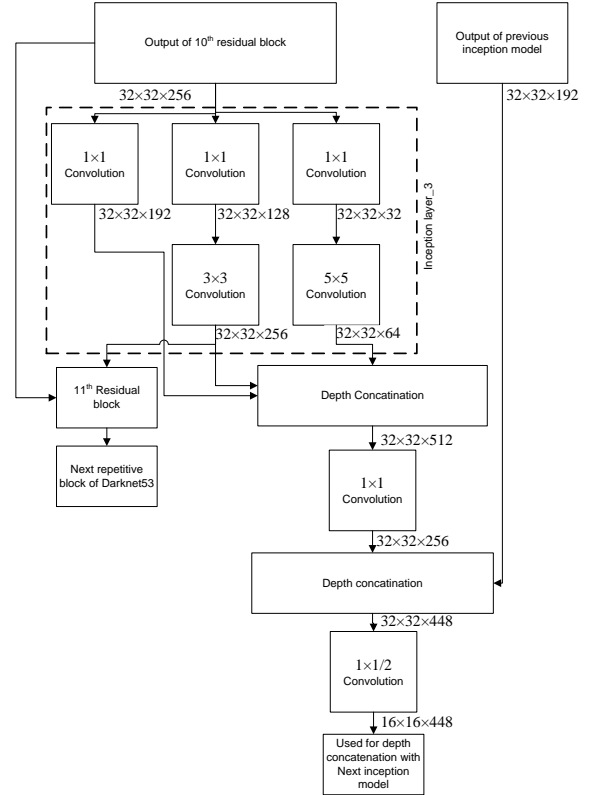 Output of 10th residual block
Output of previous
inception model
32×32×256
32×32×192
1×1
Convolution
1×1
Convolution
1×1
Convolution
Inception layer_3
32×32×192
32×32×128
32×32×32
3×3
Convolution
5×5
Convolution
32×32×256
32×32×64
11th Residual
block
Depth Concatination
Next repetitive
block of Darknet53
32×32×512
1×1
Convolution
32×32×256
Depth concatination
32×32×448
1×1/2
Convolution
16×16×448
Used for depth
concatenation with
Next inception
model